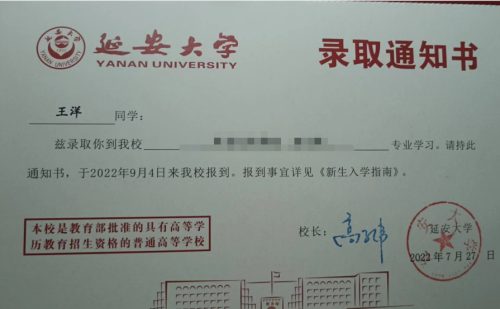 延安大学
YANAN UNIVERSITY
录取通知书
王洋 同学:
兹录取你到我校 专业学习。请持此
通知书，于2022年9月4日来我校报到。报到事宜详见《新生入学指南》。
本校是教育部批准的具有高等学
历教育招生资格的普通高等学校
校长:
延安大学
2022年7月27日